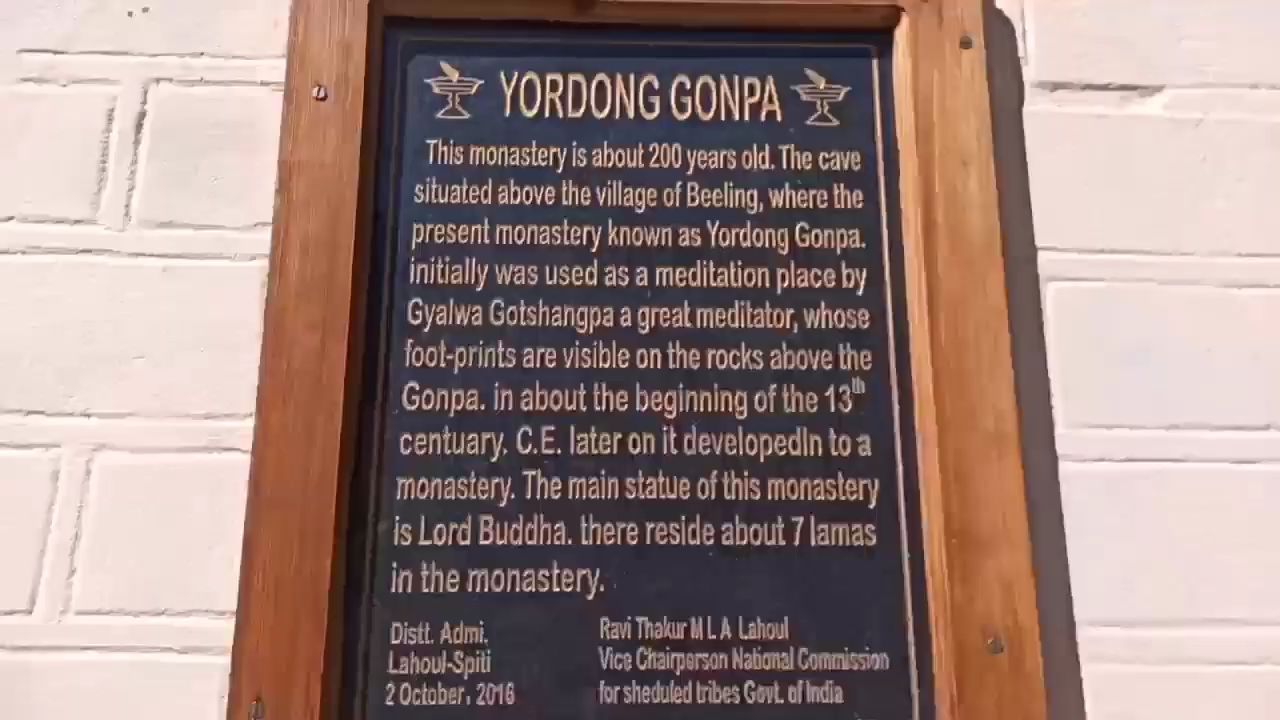 YORDONG GONPA
This monastery is about 200 years old. The cave
situated above the village of Beeling, where the
present monastery known as Yordong Gonpa.
initially was used as a meditation place by
Gyalwa Gotshangpa a great meditator, whose
foot-prints are visible on the rocks above the
Gonpa. in about the beginning of the 13th
centuary. C.E. later on it developedIn to a
monastery. The main statue of this monastery
is Lord Buddha. there reside about 7 lamas
in the monastery.
Distt. Admi.
Lahoul-Spiti
2 October, 2016
Ravi Thakur M L A Lahoul
Vice Chairperson National Commission
for sheduled tribes Govt. of India